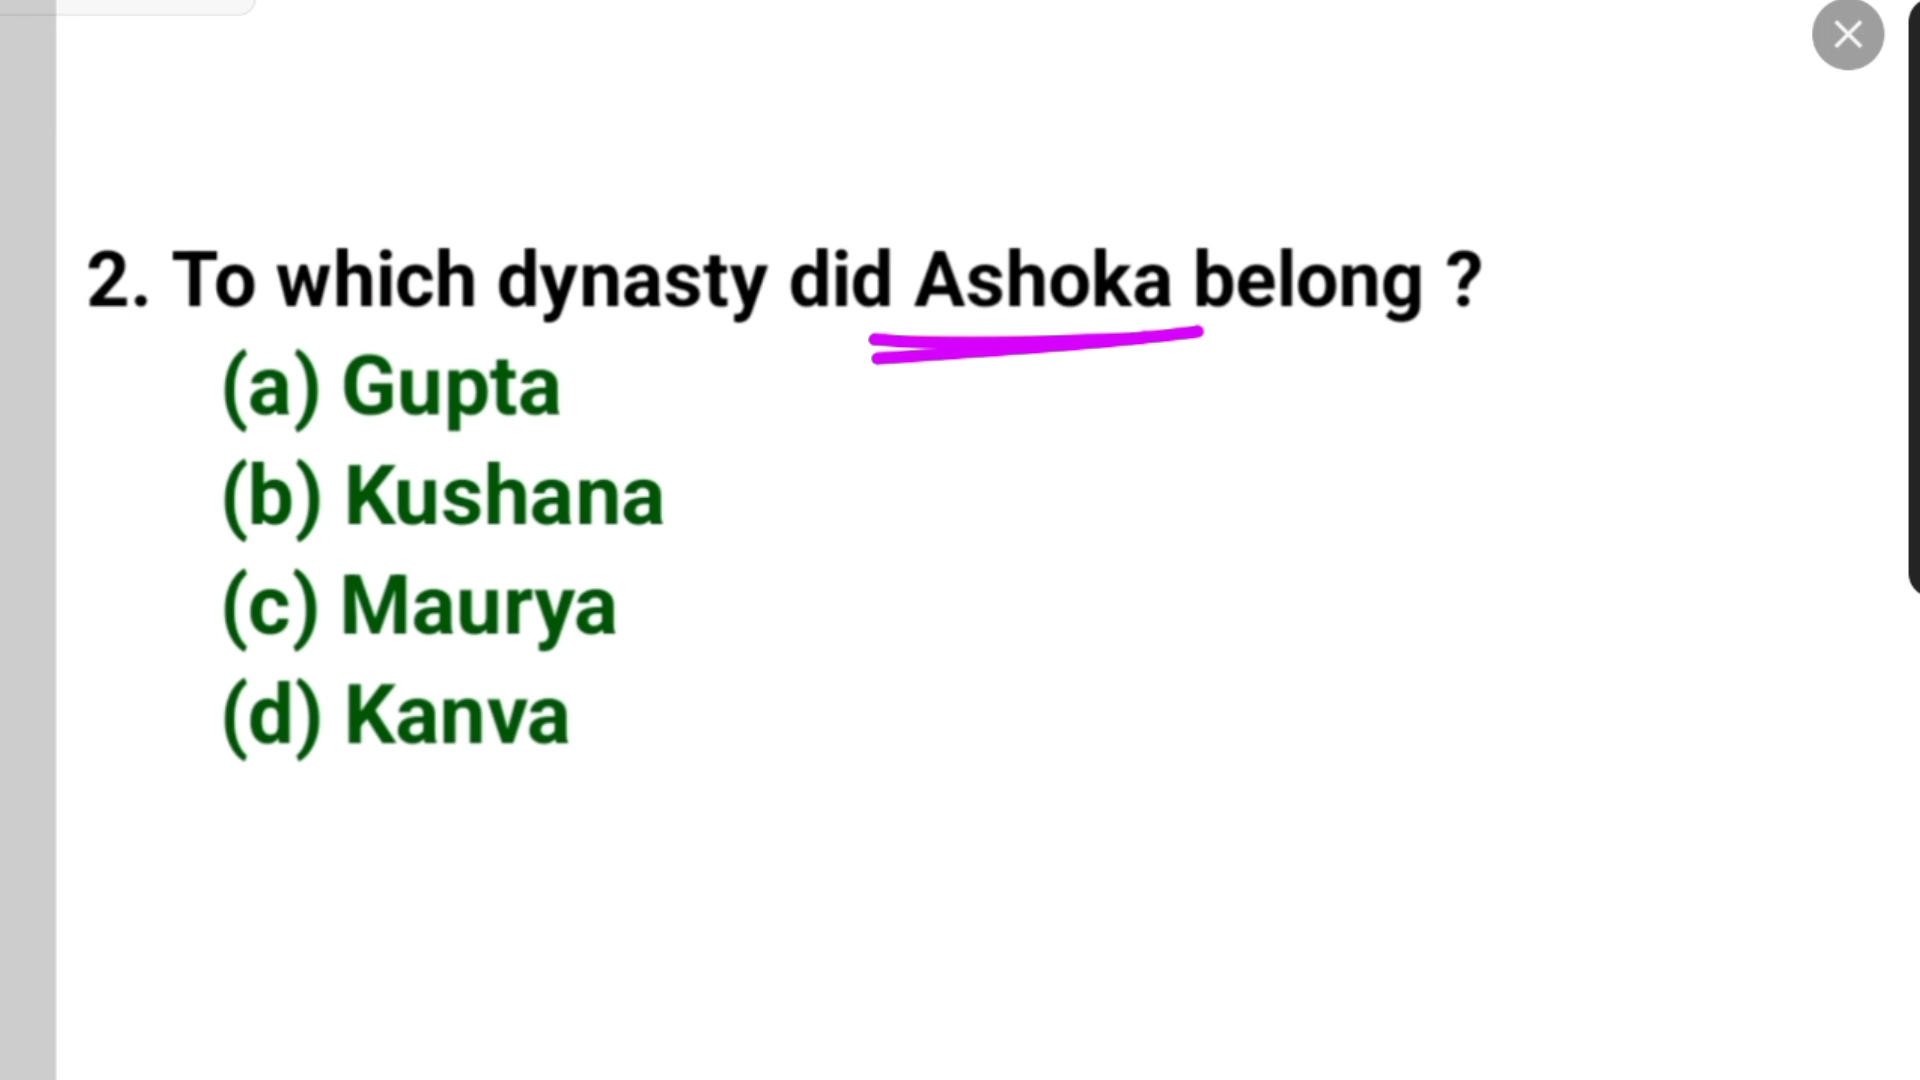 2. To which dynasty did Ashoka belong ?
(a) Gupta
(b) Kushana
(c) Maurya
(d) Kanva